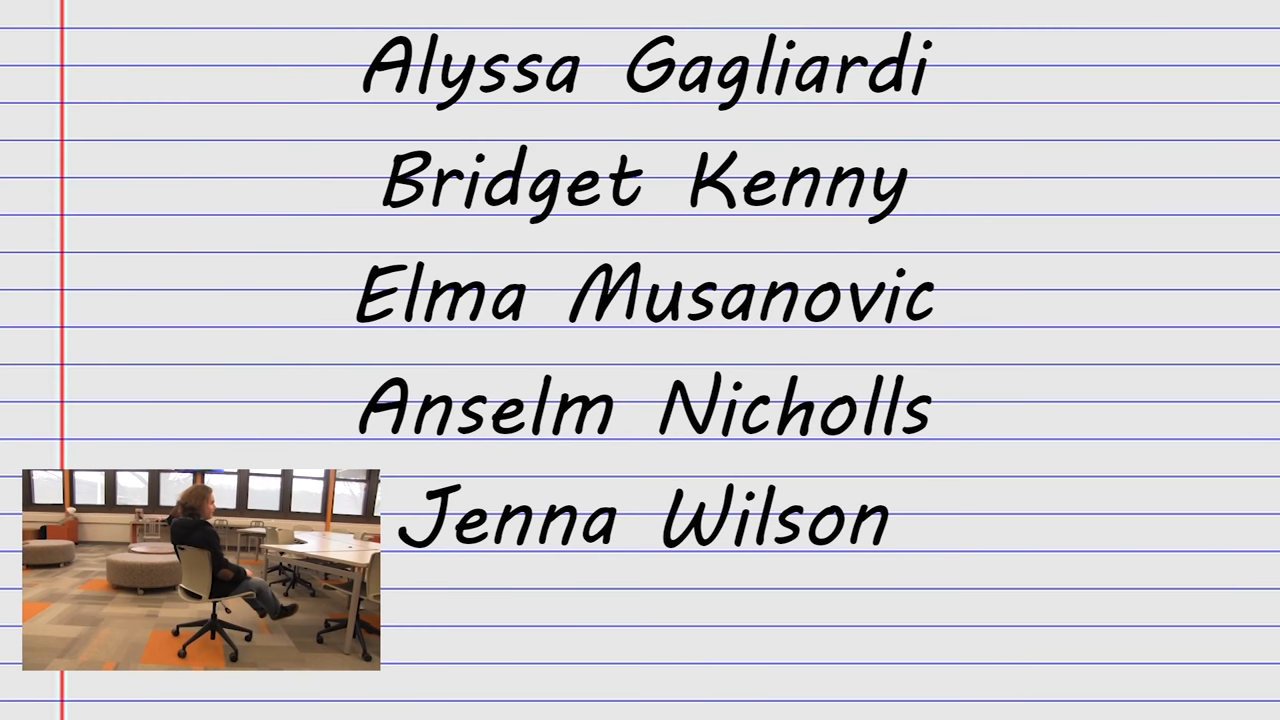 Alyssa Gagliardi
Bridget Kenny
Elma Musanovic
Anselm Nicholls
Jenna Wilson